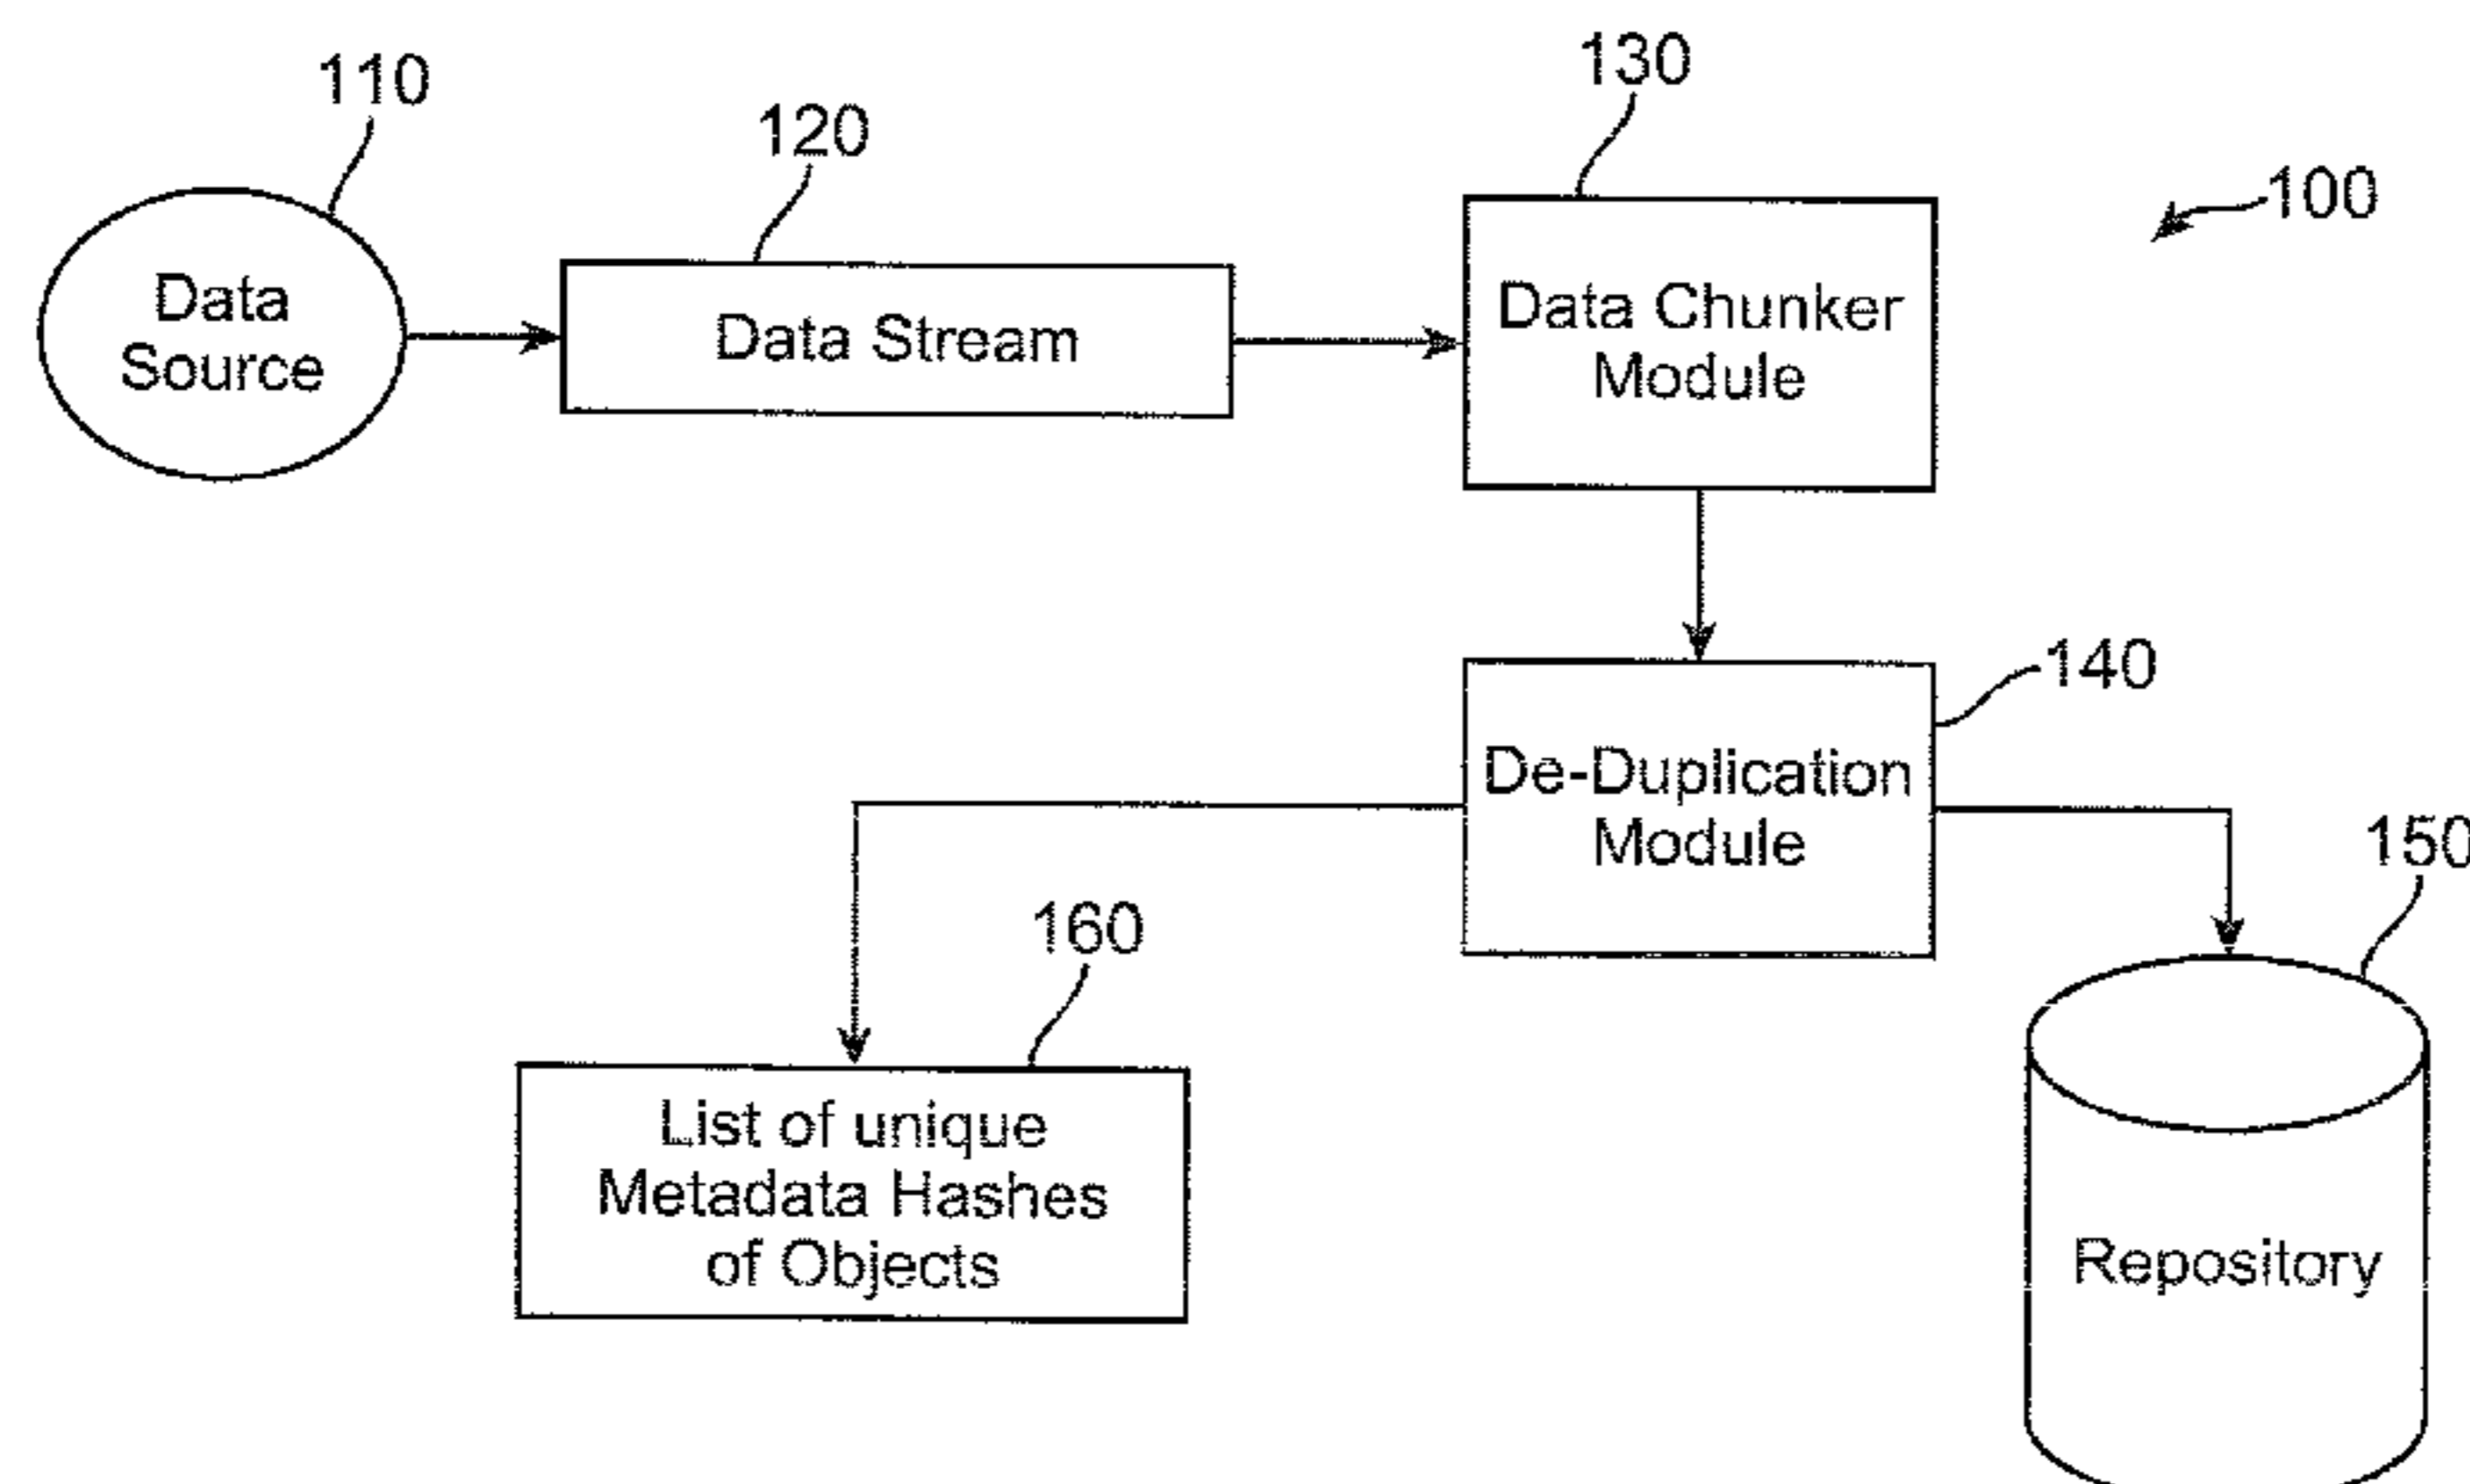 110
120
130
100
Data
Source
Data Stream
Data Chunker
Module
140
De-Duplication
Module
150
160
List of unique
Metadata Hashes
of Objects
Repository